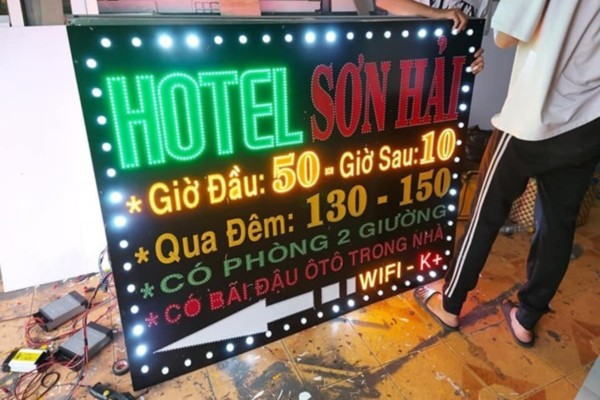 HOTEL SƠN HẢI
* Giờ Đầu: 50 - Giờ Sau: 10
* Qua Đêm: 130 - 150
* CÓ PHÒNG 2 GIƯỜNG
* CÓ BÃI ĐẬU ÔTÔ TRONG NHÀ
WIFI - K+